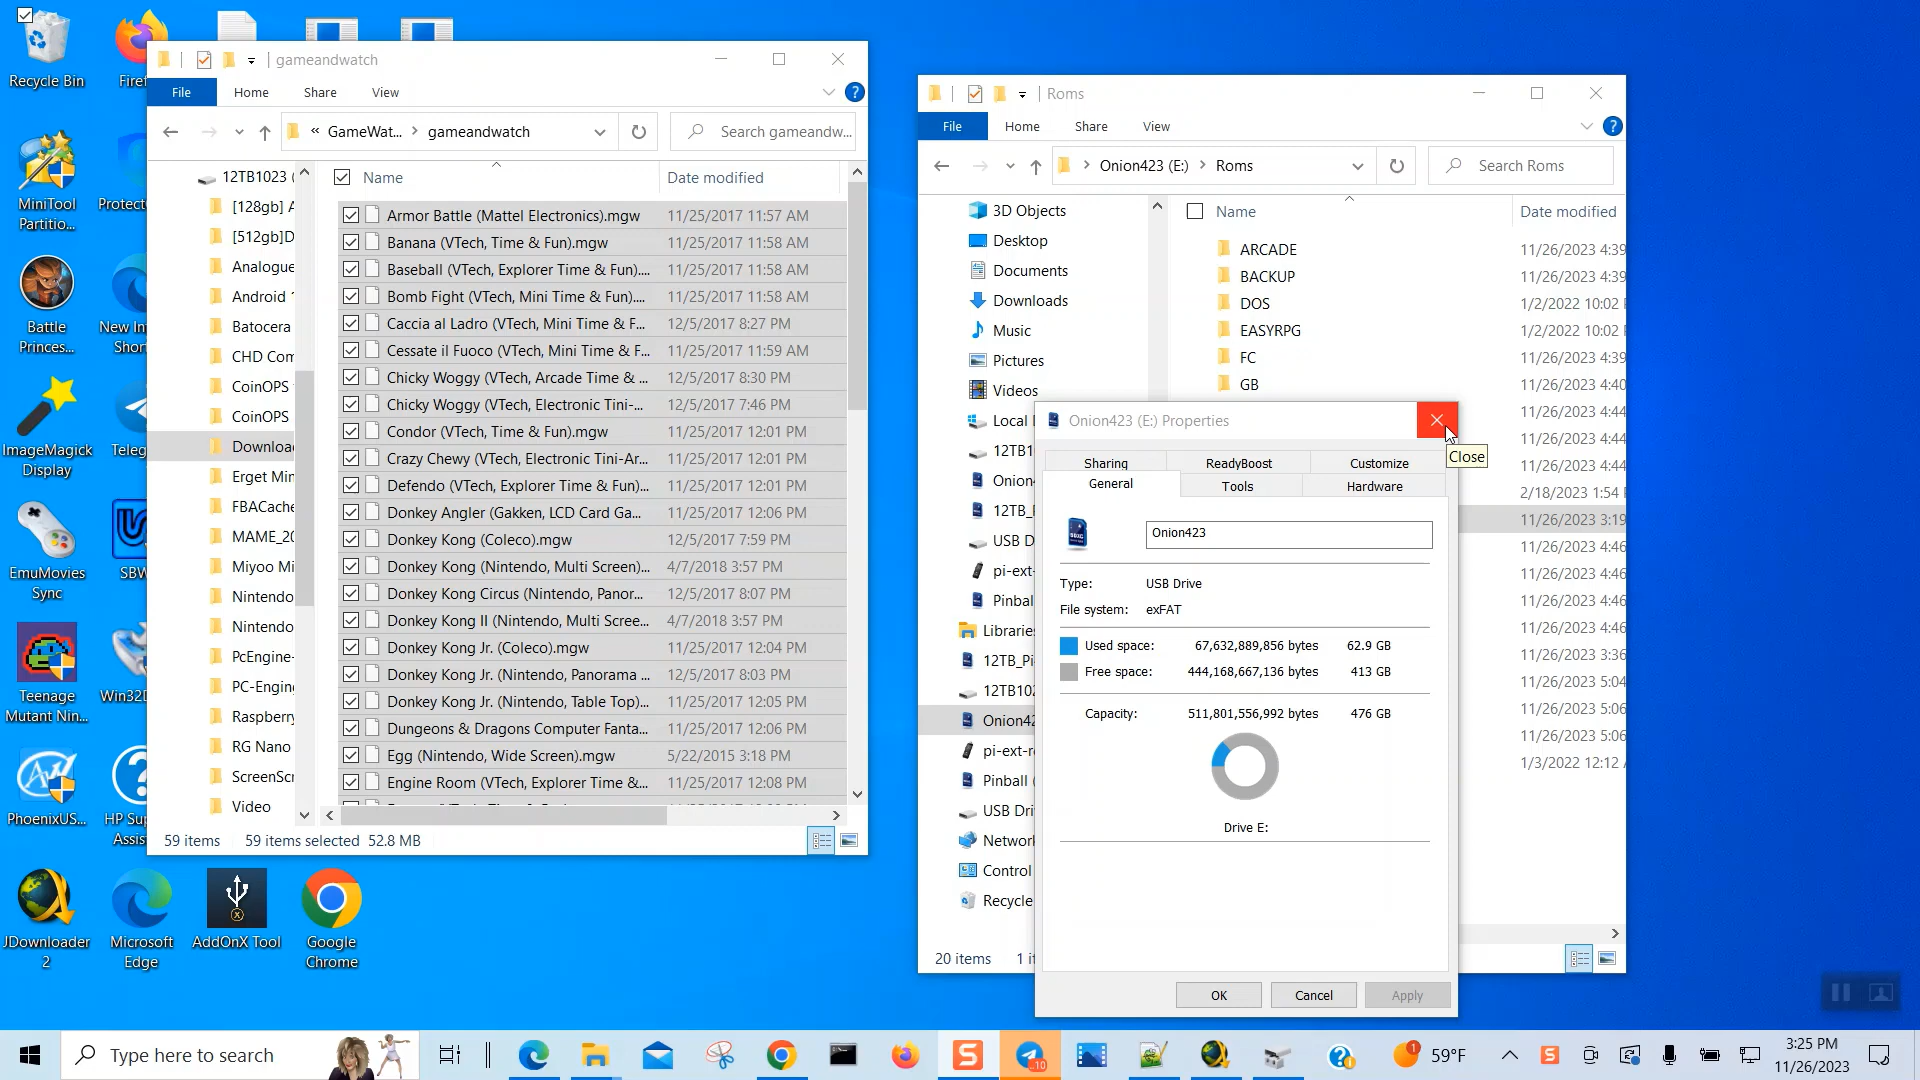 Recycle Bin
Firef
MiniTool
Partitio...
Protect
Battle
Princes...
New In
Short
ImageMagick
Display
Teleg
EmuMovies
Sync
SBW
Teenage
Mutant Nin...
Win32D
PhoenixUS...
HP Sup
Assis
JDownloader
2
Microsoft
Edge
AddOnX Tool
Google
Chrome
gameandwatch
File
Home
Share
View
« GameWat... > gameandwatch
Search gameandw...
Name
Date modified
12TB1023 (
[128gb] A
[512gb]D
Analogue
Android
Batocera
CHD Com
CoinOPS
CoinOPS
Downloa
Erget Min
FBACache
MAME_20
Miyoo Mi
Nintendo
Nintendo
PcEngine-
PC-Engin
Raspberry
RG Nano
ScreenScr
Video
Armor Battle (Mattel Electronics).mgw 11/25/2017 11:57 AM
Banana (VTech, Time & Fun).mgw 11/25/2017 11:58 AM
Baseball (VTech, Explorer Time & Fun).... 11/25/2017 11:58 AM
Bomb Fight (VTech, Mini Time & Fun).... 11/25/2017 11:58 AM
Caccia al Ladro (VTech, Mini Time & F... 12/5/2017 8:27 PM
Cessate il Fuoco (VTech, Mini Time & F... 11/25/2017 11:59 AM
Chicky Woggy (VTech, Arcade Time & ... 12/5/2017 8:30 PM
Chicky Woggy (VTech, Electronic Tini-... 12/5/2017 7:46 PM
Condor (VTech, Time & Fun).mgw 11/25/2017 12:01 PM
Crazy Chewy (VTech, Electronic Tini-Ar... 11/25/2017 12:01 PM
Defendo (VTech, Explorer Time & Fun)... 11/25/2017 12:01 PM
Donkey Angler (Gakken, LCD Card Ga... 11/25/2017 12:06 PM
Donkey Kong (Coleco).mgw 12/5/2017 7:59 PM
Donkey Kong (Nintendo, Multi Screen)... 4/7/2018 3:57 PM
Donkey Kong Circus (Nintendo, Panor... 12/5/2017 8:07 PM
Donkey Kong II (Nintendo, Multi Scree... 4/7/2018 3:57 PM
Donkey Kong Jr. (Coleco).mgw 11/25/2017 12:04 PM
Donkey Kong Jr. (Nintendo, Panorama ... 12/5/2017 8:03 PM
Donkey Kong Jr. (Nintendo, Table Top)... 11/25/2017 12:05 PM
Dungeons & Dragons Computer Fanta... 11/25/2017 12:06 PM
Egg (Nintendo, Wide Screen).mgw 5/22/2015 3:18 PM
Engine Room (VTech, Explorer Time &... 11/25/2017 12:08 PM
59 items 59 items selected 52.8 MB
Roms
File
Home
Share
View
> Onion423 (E:) > Roms
Search Roms
Name
Date modified
3D Objects
Desktop
Documents
Downloads
Music
Pictures
Videos
Local
12TB1
Onion
12TB_
USB D
pi-ext-
Pinbal
Libraries
12TB_Pi
12TB102
Onion42
pi-ext-r
Pinball (
USB Dri
Network
Control
Recycle
ARCADE 11/26/2023 4:39
BACKUP 11/26/2023 4:39
DOS 1/2/2022 10:02
EASYRPG 1/2/2022 10:02
FC 11/26/2023 4:39
GB 11/26/2023 4:40
11/26/2023 4:44
11/26/2023 4:44
11/26/2023 4:44
2/18/2023 1:54
11/26/2023 3:19
11/26/2023 4:46
11/26/2023 4:46
11/26/2023 4:46
11/26/2023 4:46
11/26/2023 3:36
11/26/2023 5:04
11/26/2023 5:06
11/26/2023 5:06
1/3/2022 12:12
20 items
Onion423 (E:) Properties
Close
Sharing
ReadyBoost
Customize
General
Tools
Hardware
Onion423
Type: USB Drive
File system: exFAT
Used space: 67,632,889,856 bytes 62.9 GB
Free space: 444,168,667,136 bytes 413 GB
Capacity: 511,801,556,992 bytes 476 GB
Drive E:
OK
Cancel
Apply
Type here to search
10
1
59°F
3:25 PM
11/26/2023